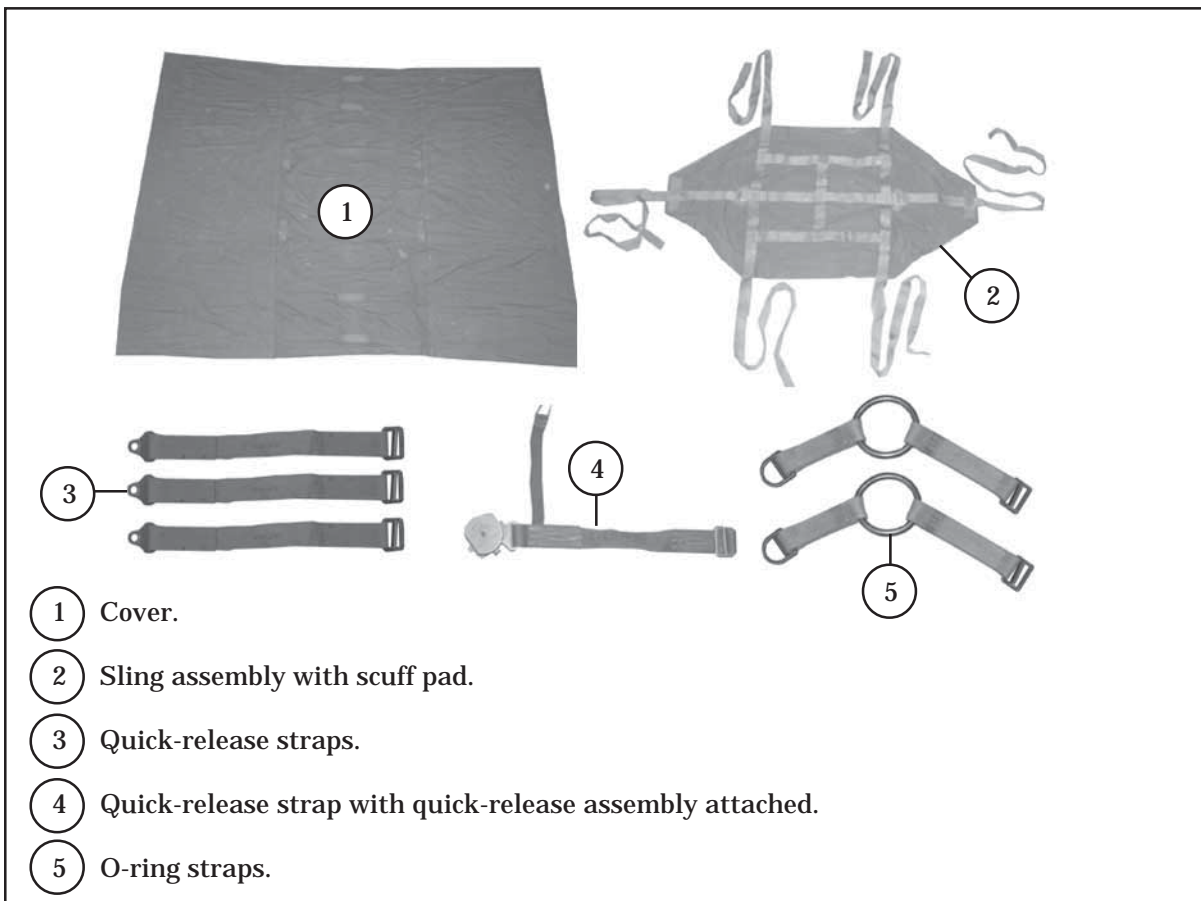 1
2
3
4
5
1 Cover.
2 Sling assembly with scuff pad.
3 Quick-release straps.
4 Quick-release strap with quick-release assembly attached.
5 O-ring straps.